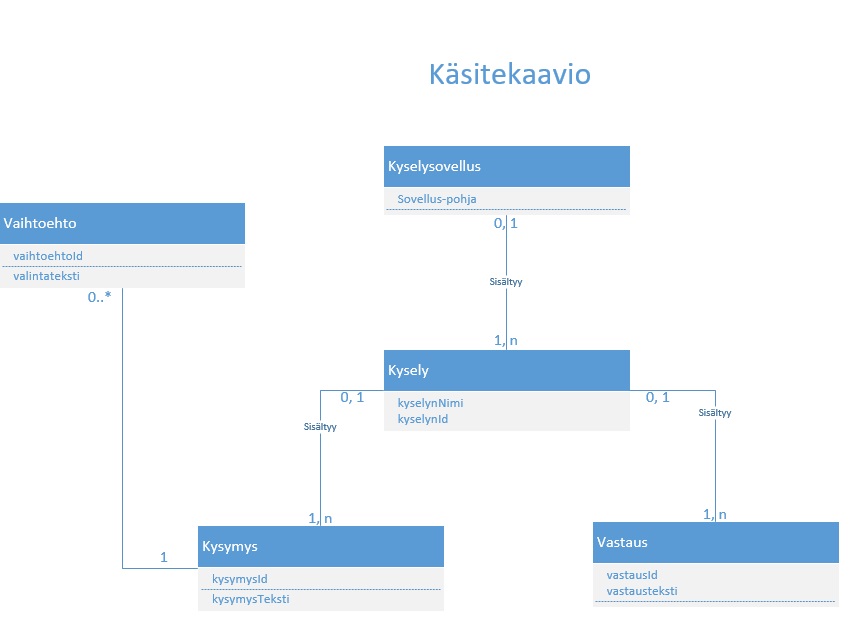 Käsitekaavio
Kyselysovellus
Sovellus-pohja
0, 1
Sisältyy
1, n
Vaihtoehto
vaihtoehtoId
valintateksti
0..*
Kysely
kyselynNimi
kyselynId
0, 1
0, 1
Sisältyy
Sisältyy
1, n
1, n
1
Kysymys
kysymysId
kysymysTeksti
Vastaus
vastausId
vastausteksti